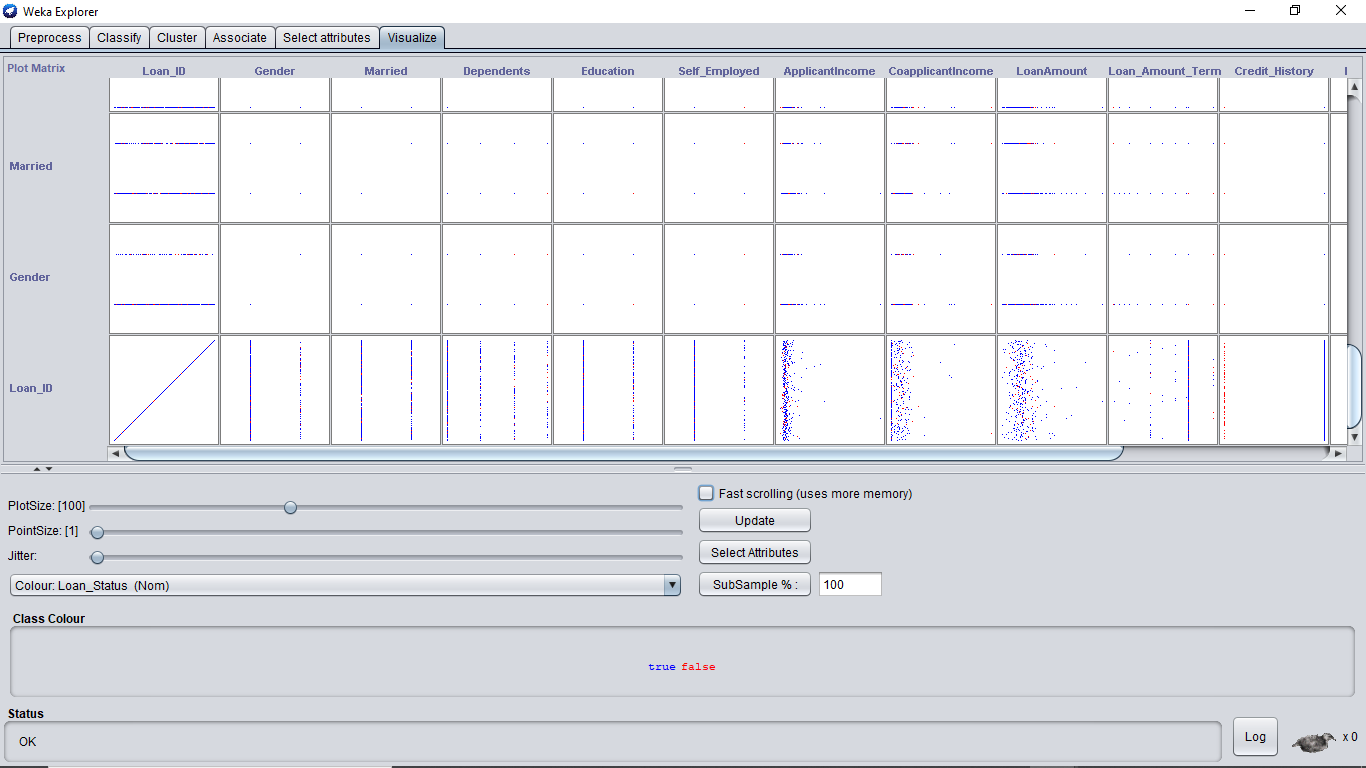 Weka Explorer
Preprocess Classify Cluster Associate Select attributes Visualize
Plot Matrix Loan_ID Gender Married Dependents Education Self_Employed ApplicantIncome CoapplicantIncome LoanAmount Loan_Amount_Term Credit_History
Married
Gender
Loan_ID
PlotSize: [100]
PointSize: [1]
Jitter:
Colour: Loan_Status (Nom)
Fast scrolling (uses more memory)
Update
Select Attributes
SubSample % : 100
Class Colour
true false
Status
OK
Log
x 0